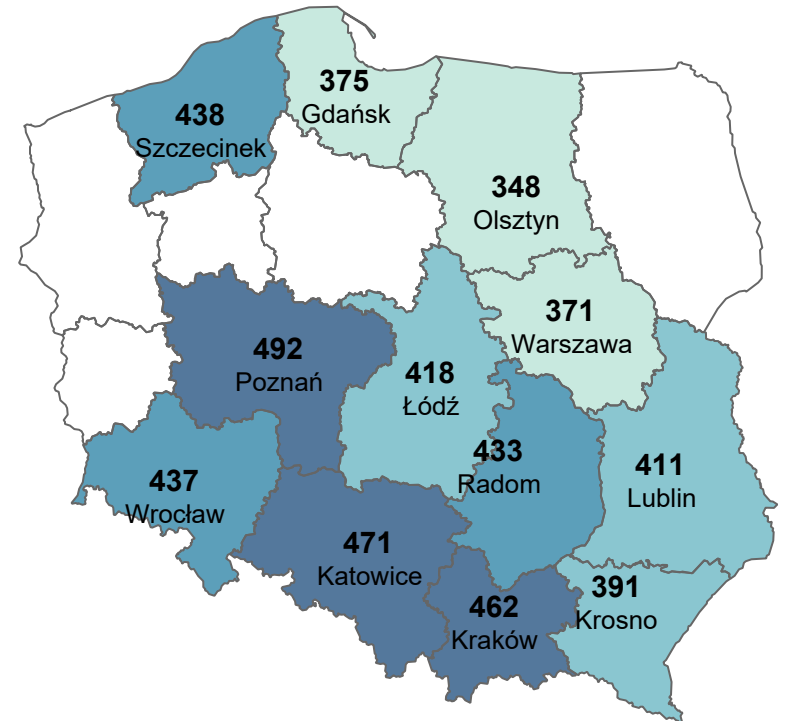 375
Gdańsk
438
Szczecinek
348
Olsztyn
371
Warszawa
492
Poznań
418
Łódź
433
Radom
411
Lublin
437
Wrocław
471
Katowice
391
Krosno
462
Kraków